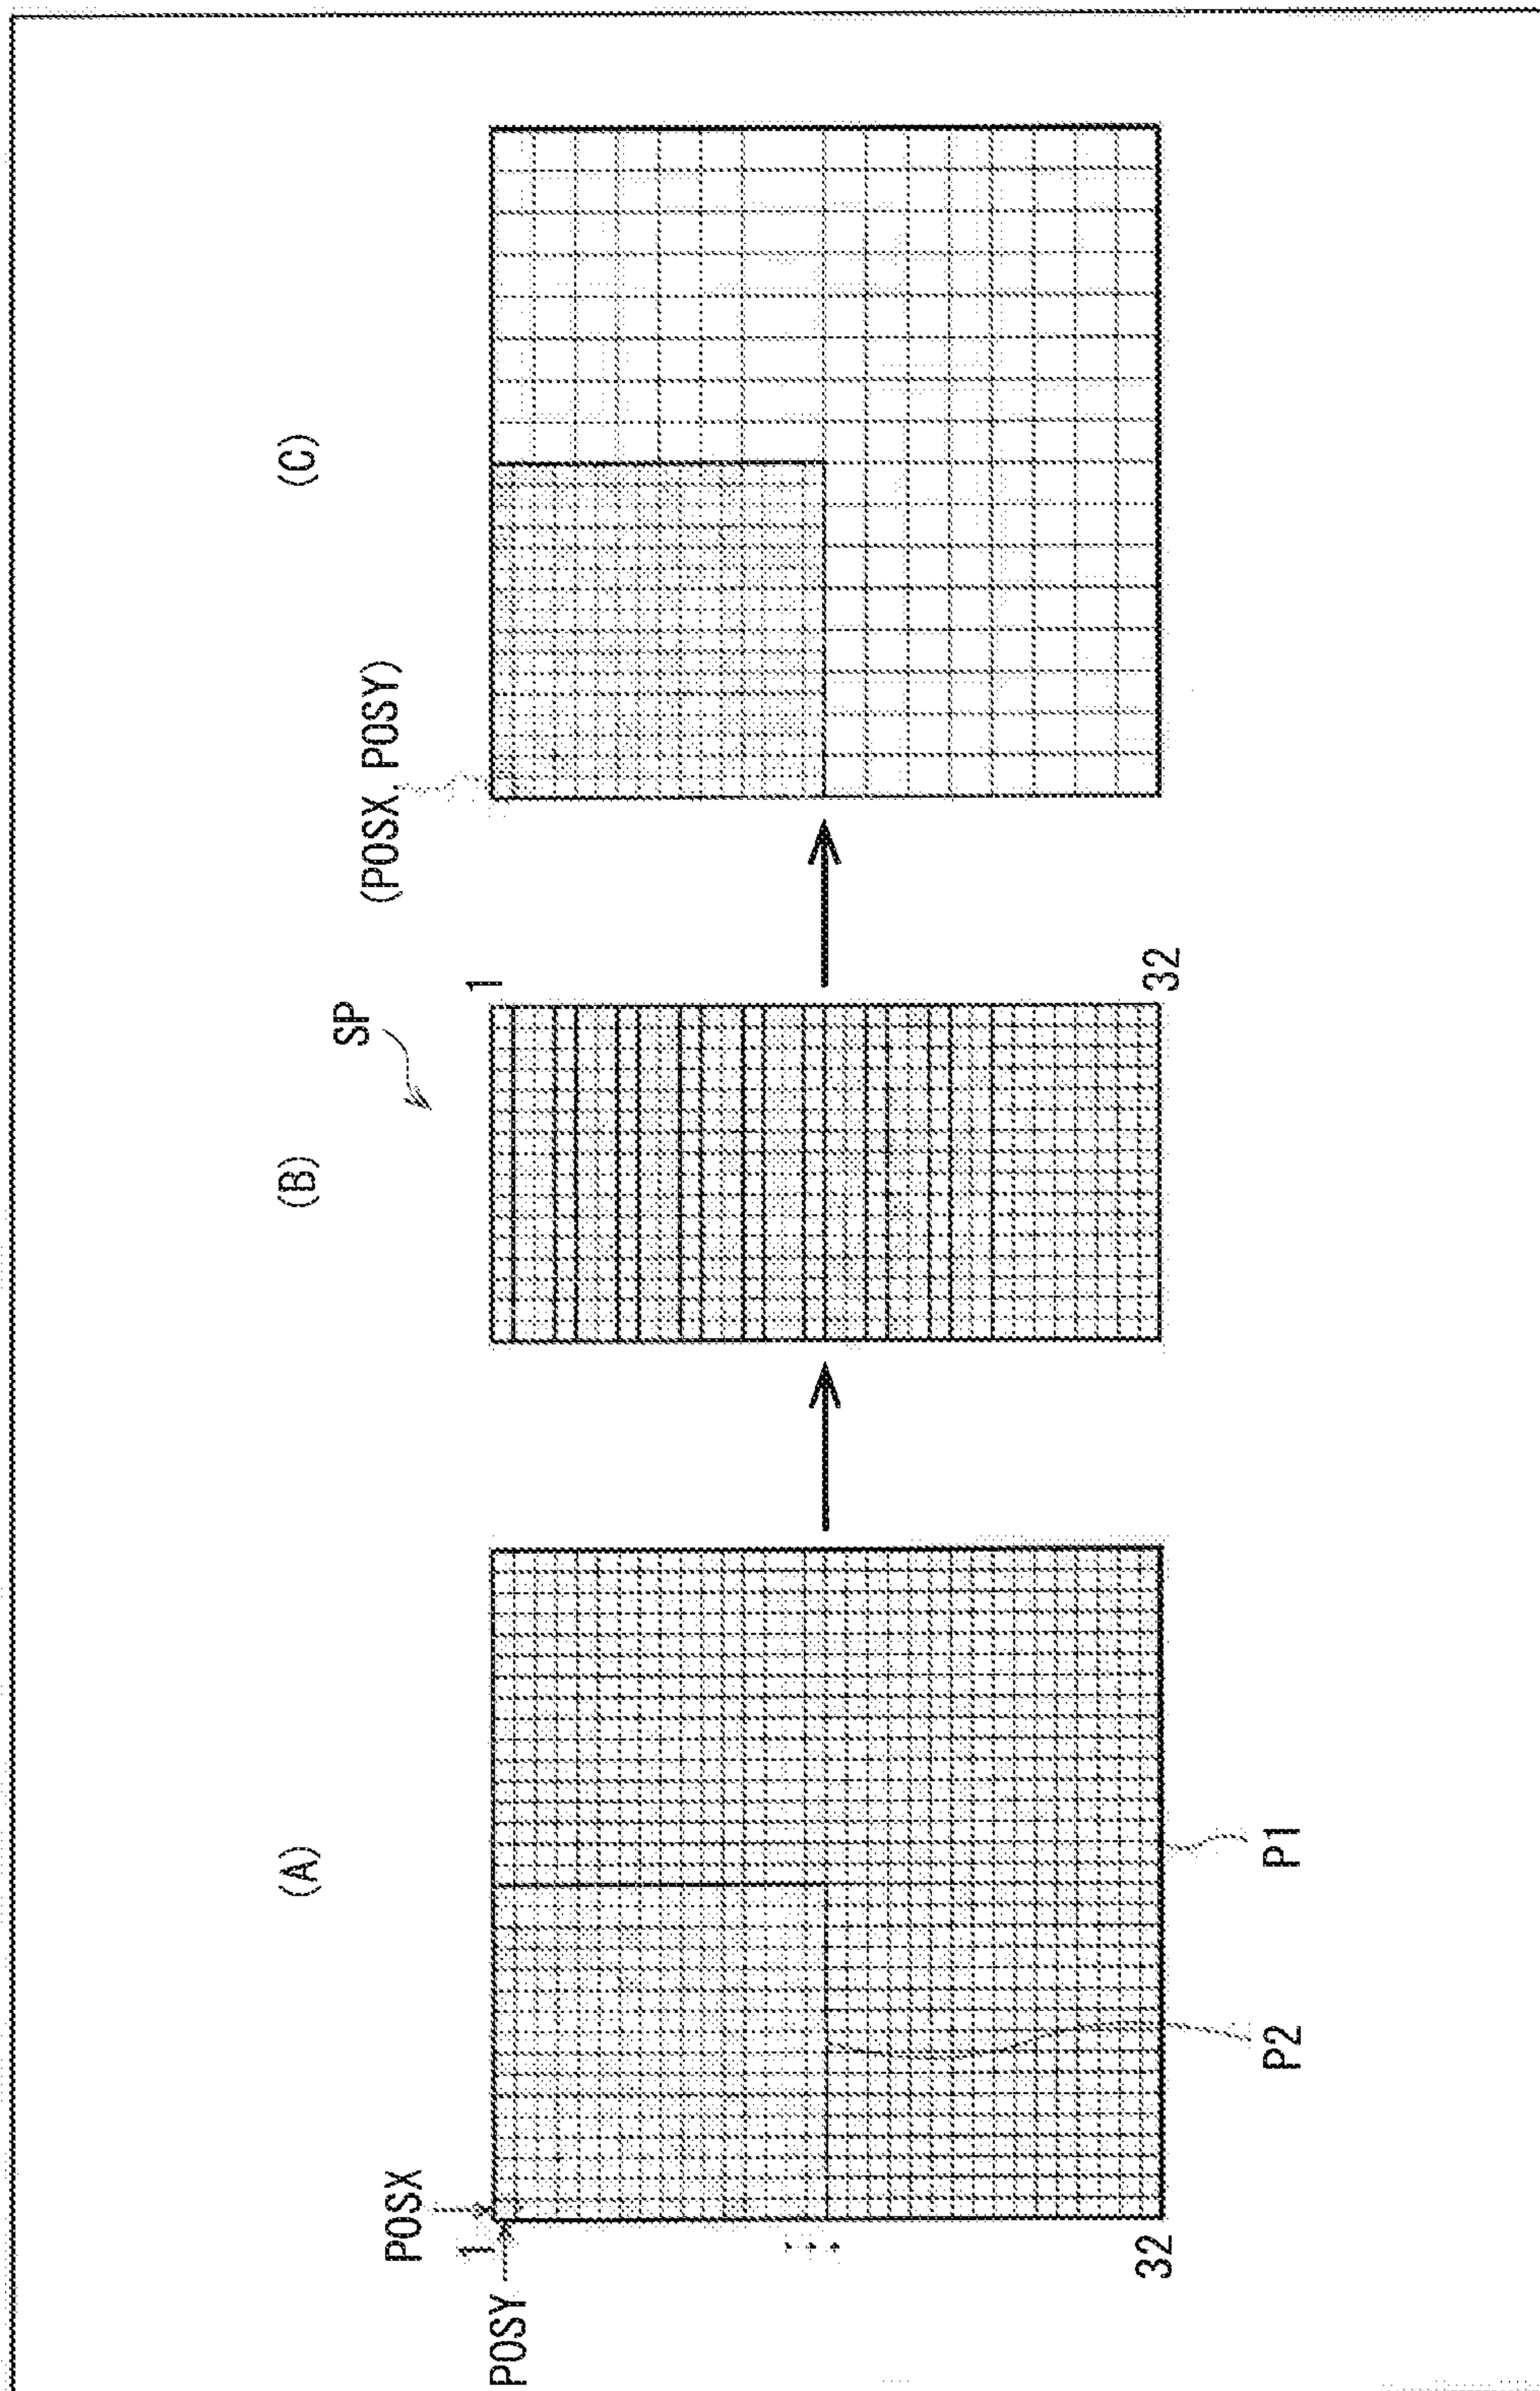 (A)
(B)
(C)
POSX
POSY
1
32
P1
P2
SP
1
32
(POSX, POSY)